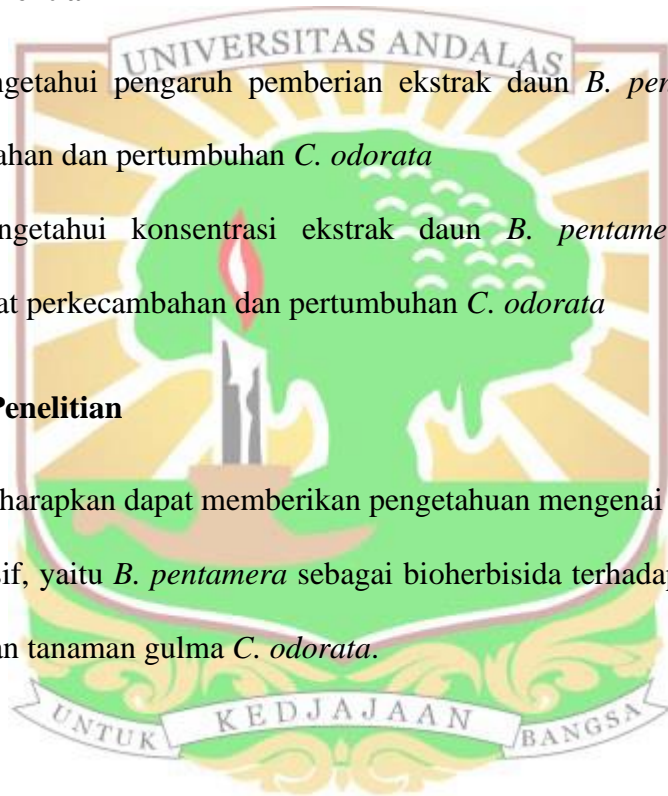 UNIVERSITAS ANDALAS
ngetahui pengaruh pemberian ekstrak daun B. pen
ahan dan pertumbuhan C. odorata
ngetahui konsentrasi ekstrak daun B. pentame
at perkecambahan dan pertumbuhan C. odorata
Penelitian
harapkan dapat memberikan pengetahuan mengenai
sif, yaitu B. pentamera sebagai bioherbisida terhadap
an tanaman gulma C. odorata.
UNTUK KEDJAJAAN BANGSA